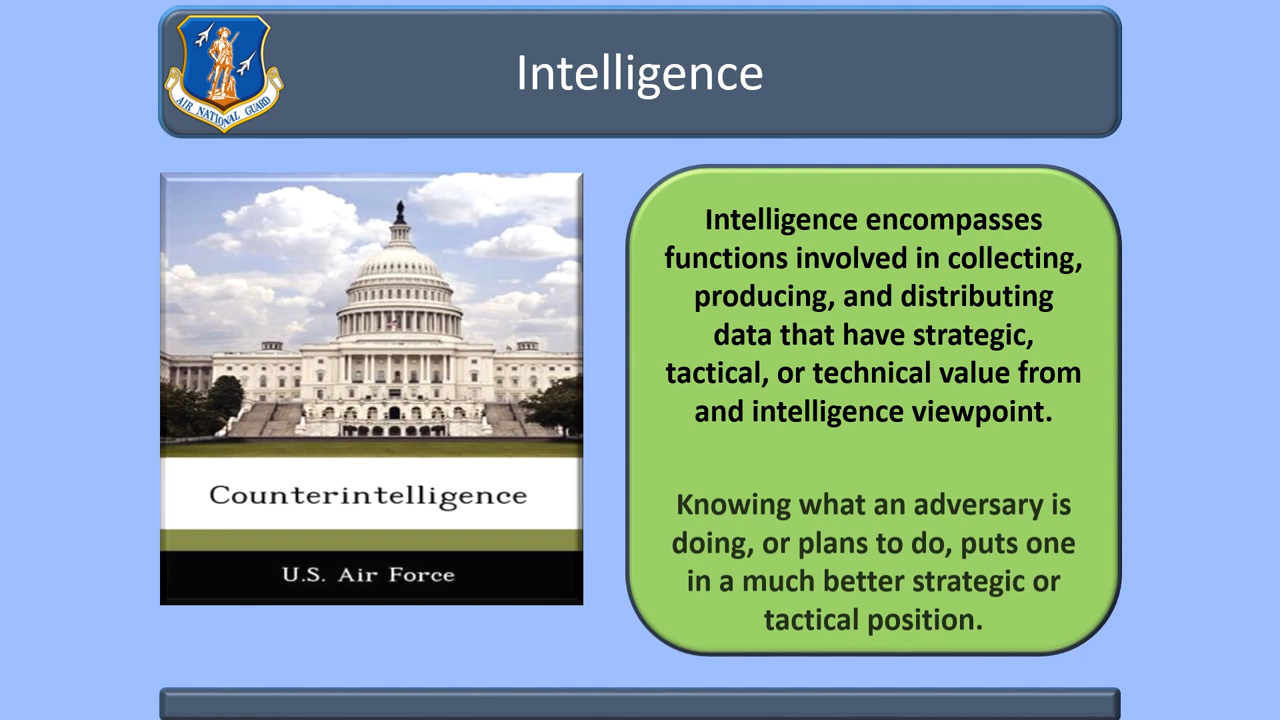 Intelligence
AIR NATIONAL GUARD
Intelligence encompasses
functions involved in collecting,
producing, and distributing
data that have strategic,
tactical, or technical value from
and intelligence viewpoint.
Knowing what an adversary is
doing, or plans to do, puts one
in a much better strategic or
tactical position.
Counterintelligence
U.S. Air Force